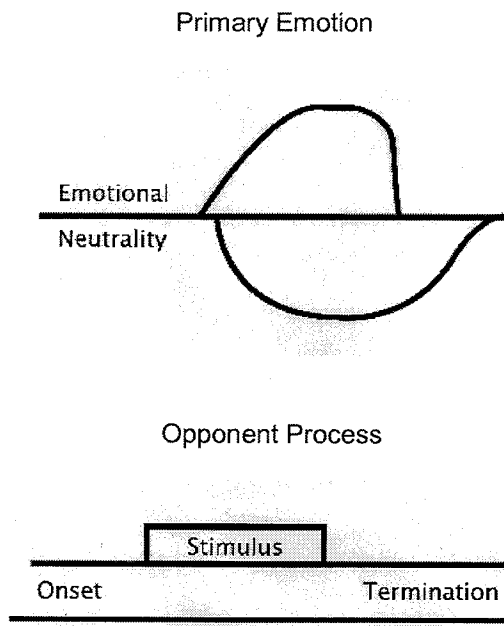 Primary Emotion
Emotional
Neutrality
Opponent Process
Stimulus
Onset Termination